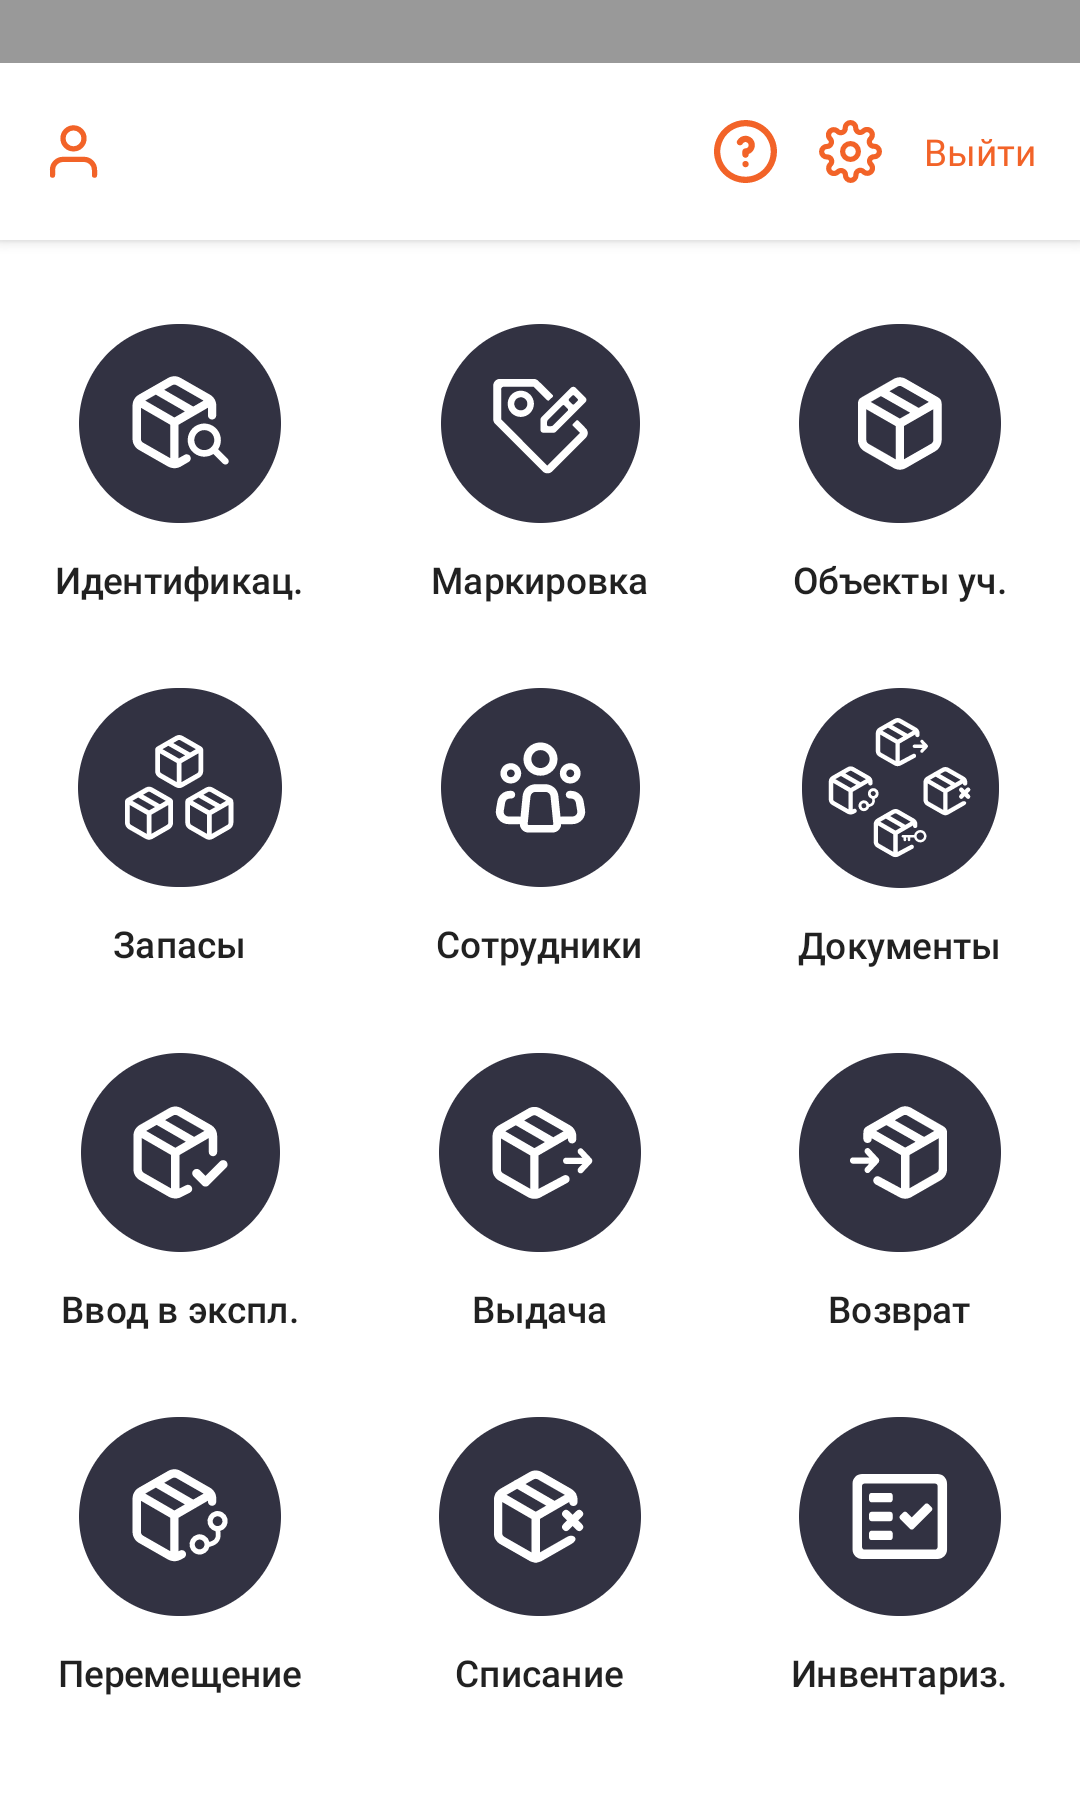 Выйти
Идентификац.
Маркировка
Объекты уч.
Запасы
Сотрудники
Документы
Ввод в экспл.
Выдача
Возврат
Перемещение
Списание
Инвентариз.